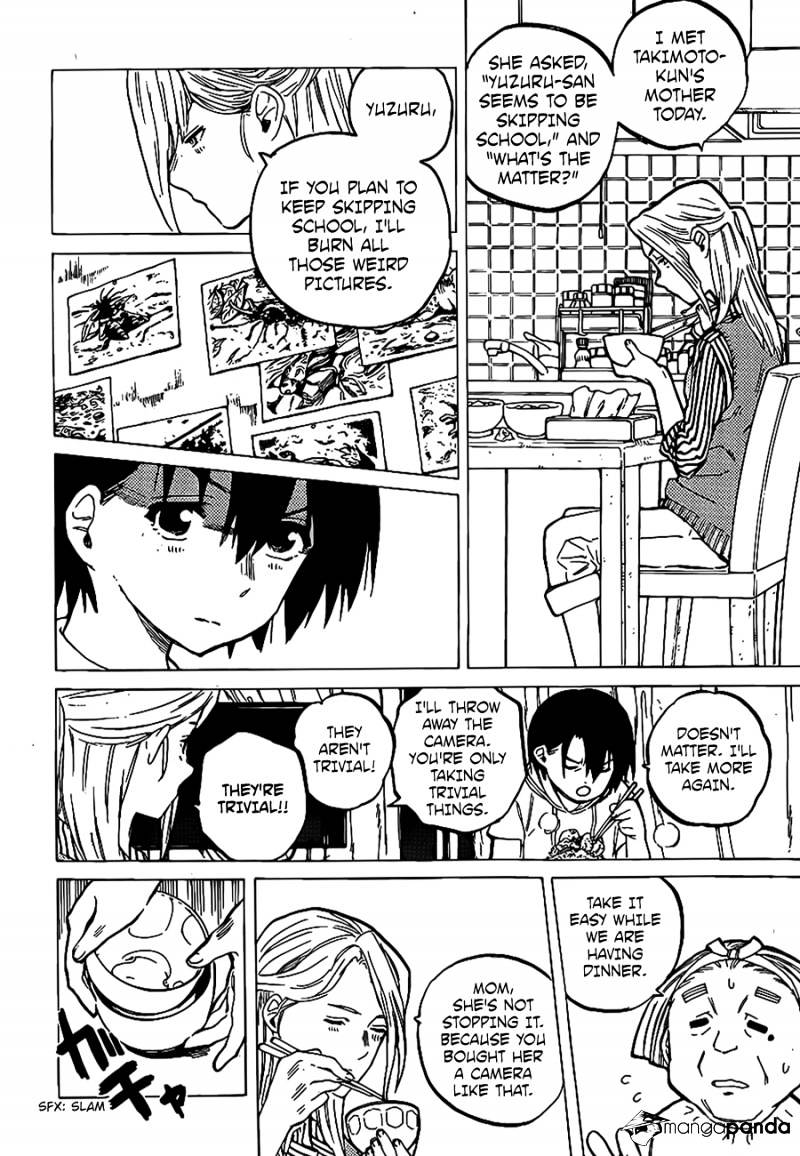 I MET
TAKIMOTO-
KUN'S
MOTHER
TODAY.
SHE ASKED,
"YUZURU-SAN
SEEMS TO BE
SKIPPING
SCHOOL," AND
"WHAT'S THE
MATTER?"
YUZURU,
IF YOU PLAN TO
KEEP SKIPPING
SCHOOL, I'LL
BURN ALL
THOSE WEIRD
PICTURES.
DOESN'T
MATTER. I'LL
TAKE MORE
AGAIN.
I'LL THROW
AWAY THE
CAMERA.
YOU'RE ONLY
TAKING
TRIVIAL
THINGS.
THEY
AREN'T
TRIVIAL!
THEY'RE
TRIVIAL!!
TAKE IT
EASY WHILE
WE ARE
HAVING
DINNER.
MOM,
SHE'S NOT
STOPPING IT.
BECAUSE YOU
BOUGHT HER
A CAMERA
LIKE THAT.
ガチャ
SFX: SLAM
mangapanda